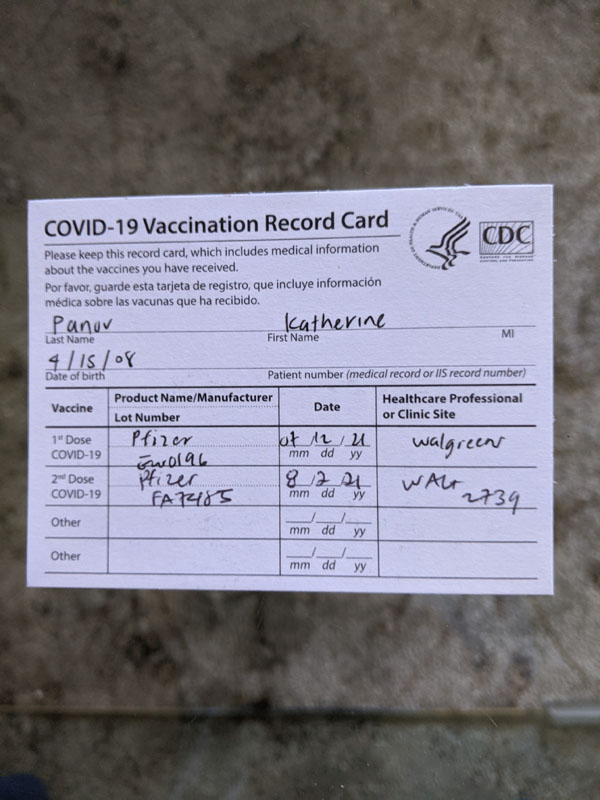 COVID-19 Vaccination Record Card
CDC
Please keep this record card, which includes medical information
about the vaccines you have received.
Por favor, guarde esta tarjeta de registro, que incluye información
médica sobre las vacunas que ha recibido.
Panov Katherine
Last Name First Name MI
4/15/08
Date of birth Patient number (medical record or IIS record number)
Vaccine Product Name/Manufacturer Date Healthcare Professional
Lot Number or Clinic Site
1st Dose Pfizer 07/12/21 walgreens
COVID-19 mm dd yy
2nd Dose Pfizer 8/2/21 WAG
COVID-19 FA7485 mm dd yy 2739
Other
mm dd yy
Other
mm dd yy